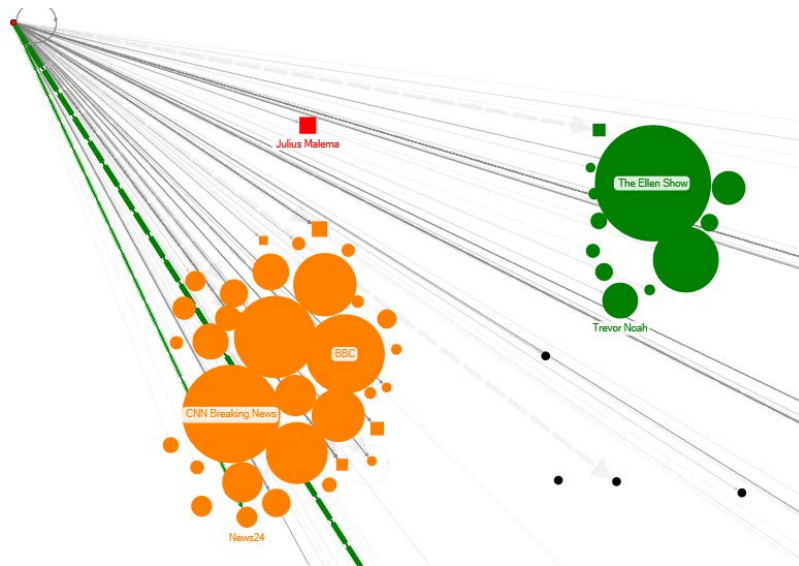 Julius Malema
The Ellen Show
Trevor Noah
BBC
CNN Breaking News
News24